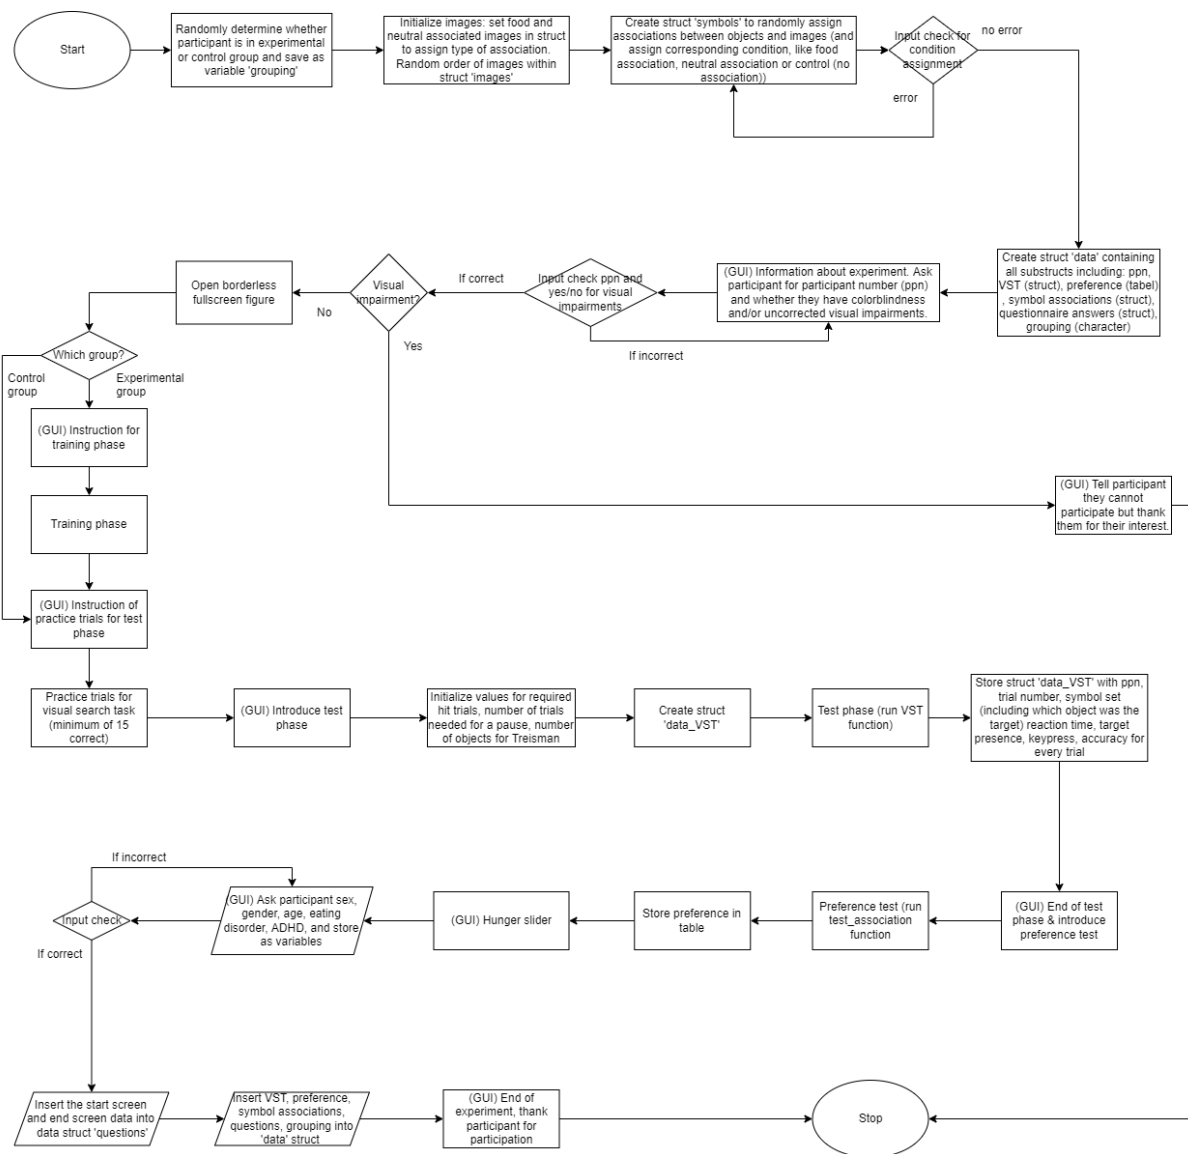 Start
Randomly determine whether
participant is in experimental
or control group and save as
variable 'grouping'
Initialize images: set food and
neutral associated images in struct
to assign type of association.
Random order of images within
struct 'images'
Create struct 'symbols' to randomly assign
associations between objects and images (and
assign corresponding condition, like food
association, neutral association or control (no
association))
Input check for
condition
assignment
no error
error
Create struct 'data' containing
all substructs including: ppn,
VST (struct), preference (tabel)
, symbol associations (struct),
questionnaire answers (struct),
grouping (character)
(GUI) Information about experiment. Ask
participant for participant number (ppn)
and whether they have colorblindness
and/or uncorrected visual impairments.
Input check ppn and
yes/no for visual
impairments
If correct
If incorrect
Visual
impairment?
No
Yes
Open borderless
fullscreen figure
Which group?
Control
group
Experimental
group
(GUI) Instruction for
training phase
Training phase
(GUI) Tell participant
they cannot
participate but thank
them for their interest.
(GUI) Instruction of
practice trials for test
phase
Practice trials for
visual search task
(minimum of 15
correct)
(GUI) Introduce test
phase
Initialize values for required
hit trials, number of trials
needed for a pause, number
of objects for Treisman
Create struct
'data_VST'
Test phase (run VST
function)
Store struct 'data_VST' with ppn,
trial number, symbol set
(including which object was the
target) reaction time, target
presence, keypress, accuracy for
every trial
(GUI) End of test
phase & introduce
preference test
Preference test (run
test_association
function
Store preference in
table
(GUI) Hunger slider
(GUI) Ask participant sex,
gender, age, eating
disorder, ADHD, and store
as variables
If incorrect
Input check
If correct
Insert the start screen
and end screen data into
data struct 'questions'
Insert VST, preference,
symbol associations,
questions, grouping into
'data' struct
(GUI) End of
experiment, thank
participant for
participation
Stop